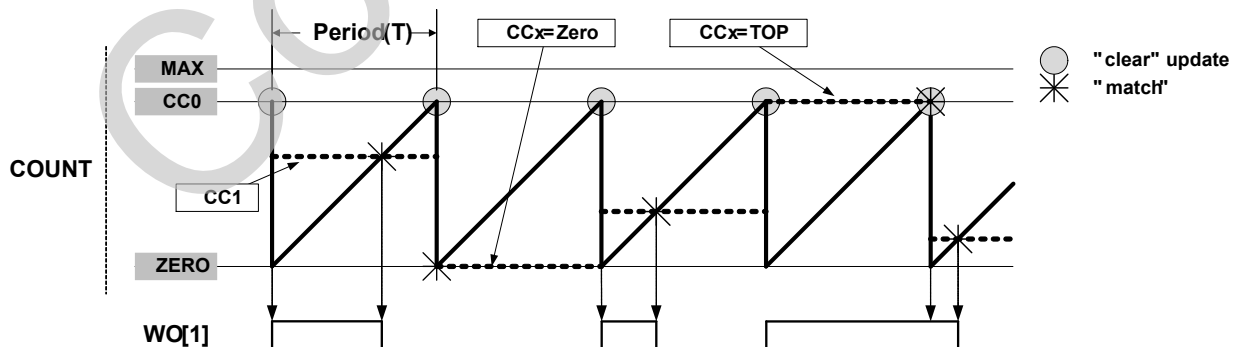 Period(T)
CCx=Zero
CCx=TOP
MAX
"clear" update
CC0
"match"
COUNT
CC1
ZERO
WO[1]